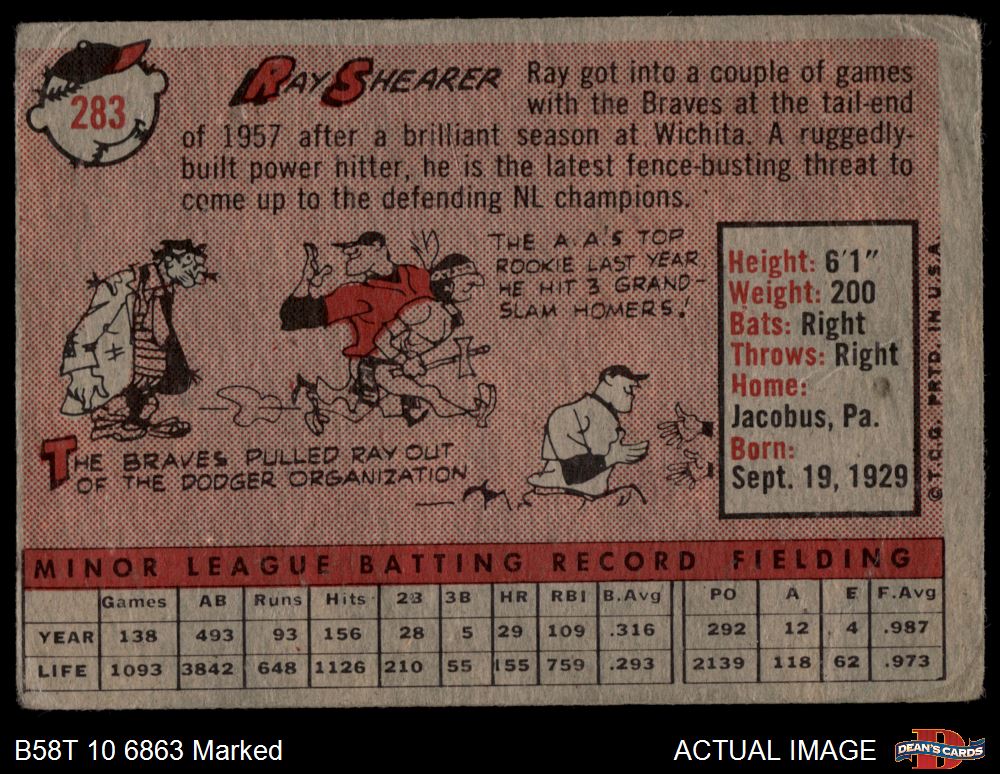 283
RAY SHEARER
Ray got into a couple of games
with the Braves at the tail-end
of 1957 after a brilliant season at Wichita. A ruggedly-
built power hitter, he is the latest fence-busting threat to
come up to the defending NL champions.
THE A.A'S TOP
ROOKIE LAST YEAR
HE HIT 3 GRAND-
SLAM HOMERS!
THE BRAVES PULLED RAY OUT
OF THE DODGER ORGANIZATION
Height: 6'1"
Weight: 200
Bats: Right
Throws: Right
Home:
Jacobus, Pa.
Born:
Sept. 19, 1929
©T.C.G. PRTD. IN U.S.A.
MINOR LEAGUE BATTING RECORD FIELDING
Games AB Runs Hits 2B 3B HR RBI B.Avg PO A E F.Avg
YEAR 138 493 93 156 28 5 29 109 .316 292 12 4 .987
LIFE 1093 3842 648 1126 210 55 155 759 .293 2139 118 62 .973
B58T 10 6863 Marked
ACTUAL IMAGE
D
DEAN'S CARDS